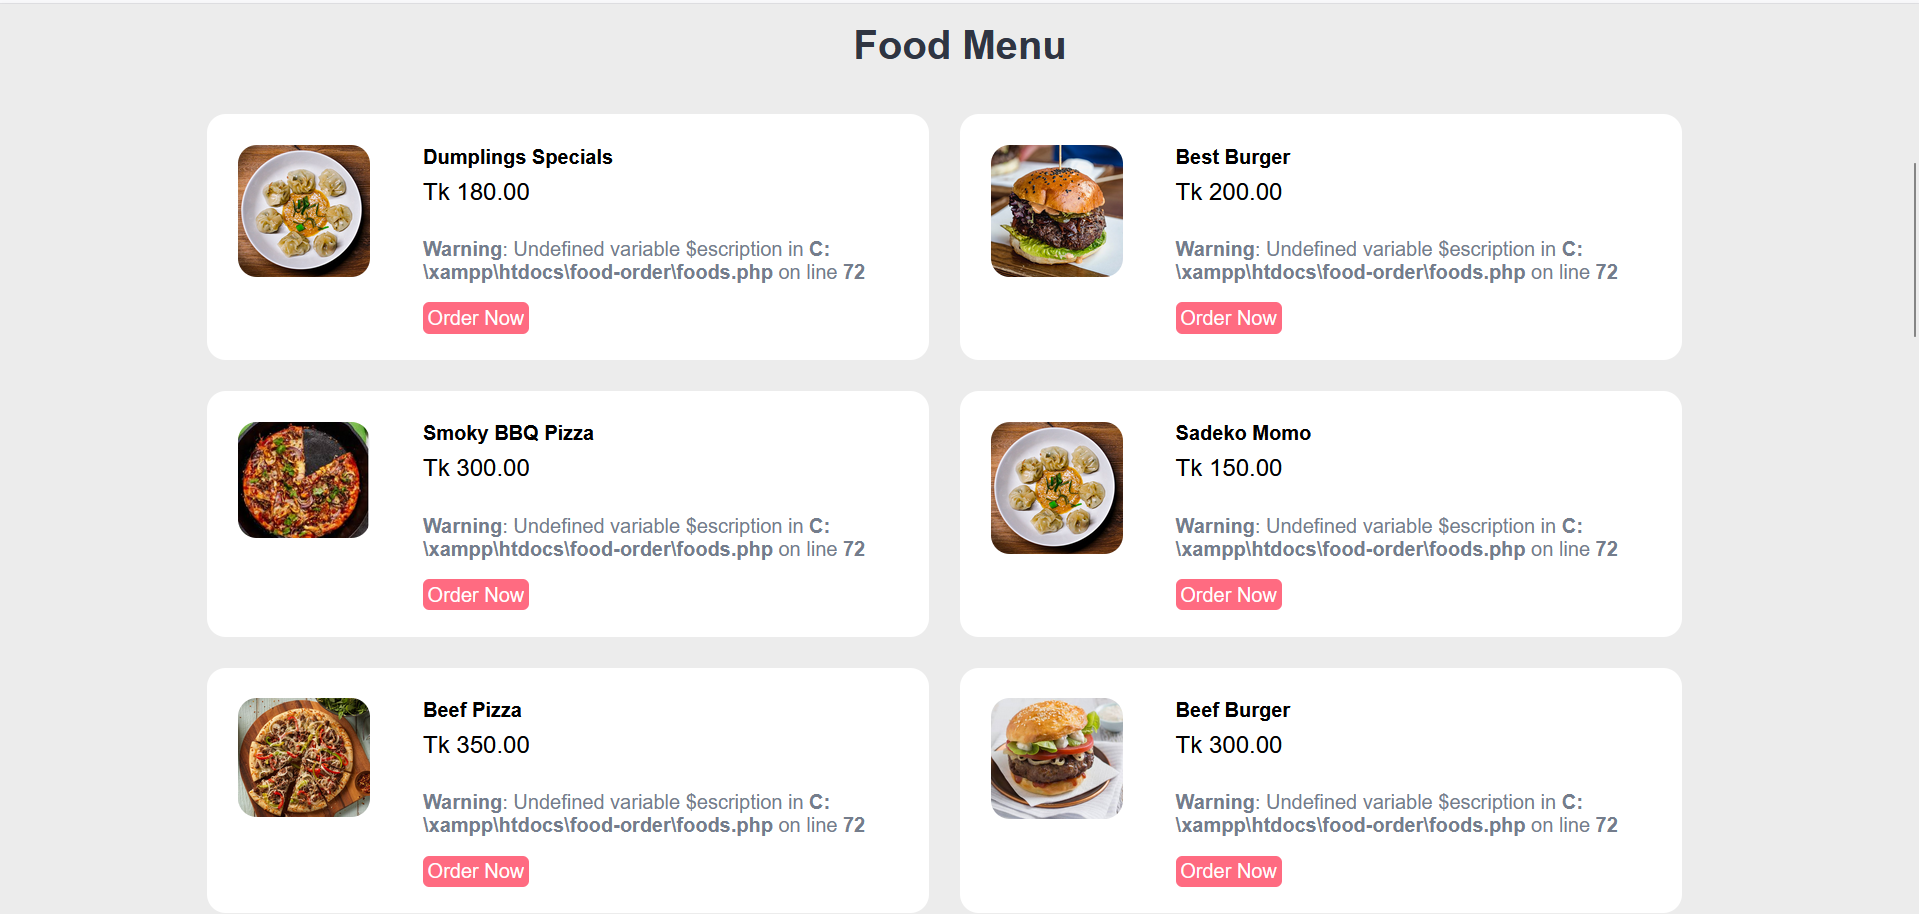 Food Menu
Dumplings Specials
Tk 180.00
Warning: Undefined variable $escription in C:
\xampp\htdocs\food-order\foods.php on line 72
Order Now
Best Burger
Tk 200.00
Warning: Undefined variable $escription in C:
\xampp\htdocs\food-order\foods.php on line 72
Order Now
Smoky BBQ Pizza
Tk 300.00
Warning: Undefined variable $escription in C:
\xampp\htdocs\food-order\foods.php on line 72
Order Now
Sadeko Momo
Tk 150.00
Warning: Undefined variable $escription in C:
\xampp\htdocs\food-order\foods.php on line 72
Order Now
Beef Pizza
Tk 350.00
Warning: Undefined variable $escription in C:
\xampp\htdocs\food-order\foods.php on line 72
Order Now
Beef Burger
Tk 300.00
Warning: Undefined variable $escription in C:
\xampp\htdocs\food-order\foods.php on line 72
Order Now